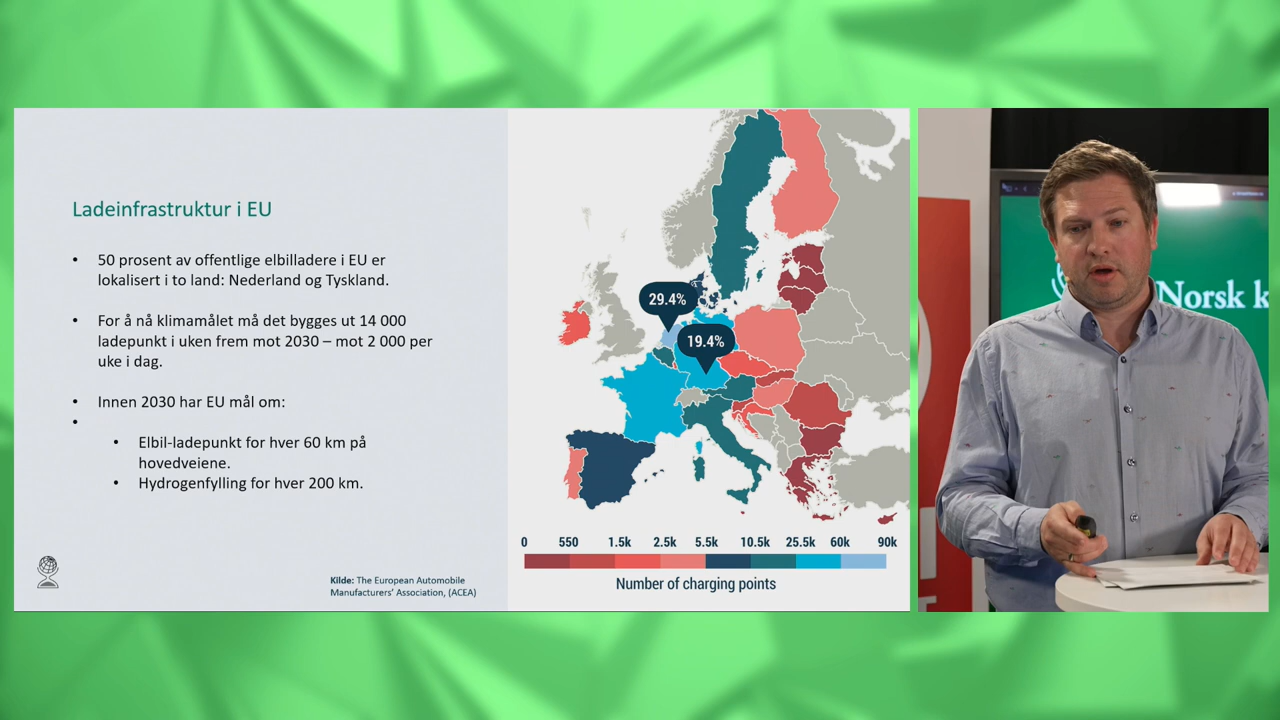 Ladeinfrastruktur i EU
• 50 prosent av offentlige elbilladere i EU er
lokalisert i to land: Nederland og Tyskland.
• For å nå klimamålet må det bygges ut 14 000
ladepunkt i uken frem mot 2030 – mot 2 000 per
uke i dag.
• Innen 2030 har EU mål om:
•
• Elbil-ladepunkt for hver 60 km på
hovedveiene.
• Hydrogenfylling for hver 200 km.
Kilde: The European Automobile
Manufacturers' Association, (ACEA)
29.4%
19.4%
0 550 1.5k 2.5k 5.5k 10.5k 25.5k 60k 90k
Number of charging points
Norsk k